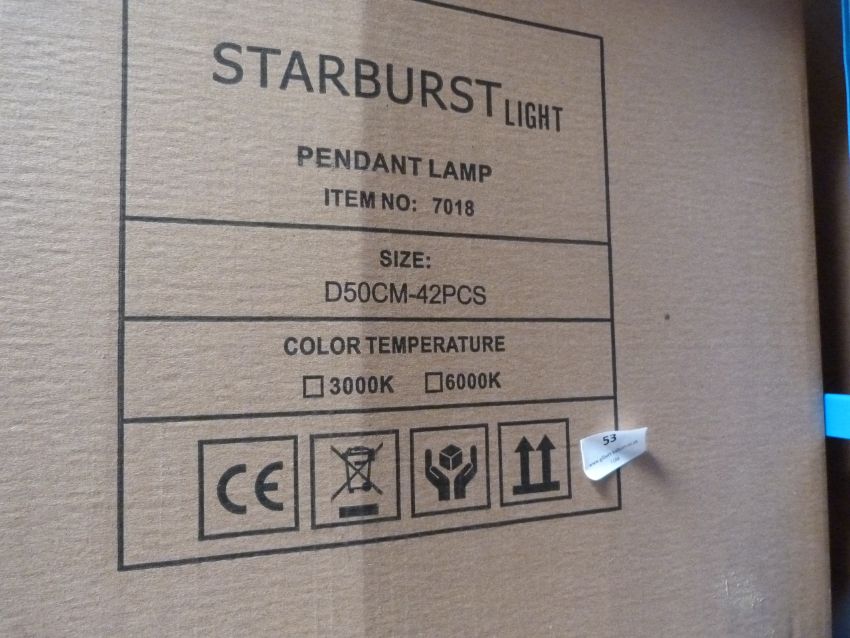 STARBURST LIGHT
PENDANT LAMP
ITEM NO: 7018
SIZE:
D50CM-42PCS
COLOR TEMPERATURE
3000K 6000K
CE
53